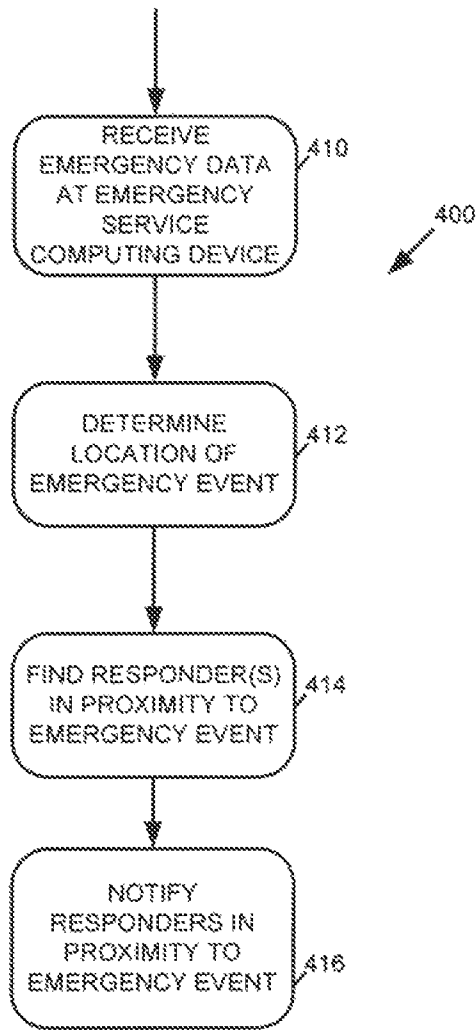 RECEIVE
EMERGENCY DATA
AT EMERGENCY
SERVICE
COMPUTING DEVICE
410
400
DETERMINE
LOCATION OF
EMERGENCY EVENT
412
FIND RESPONDER(S)
IN PROXIMITY TO
EMERGENCY EVENT
414
NOTIFY
RESPONDERS IN
PROXIMITY TO
EMERGENCY EVENT
416